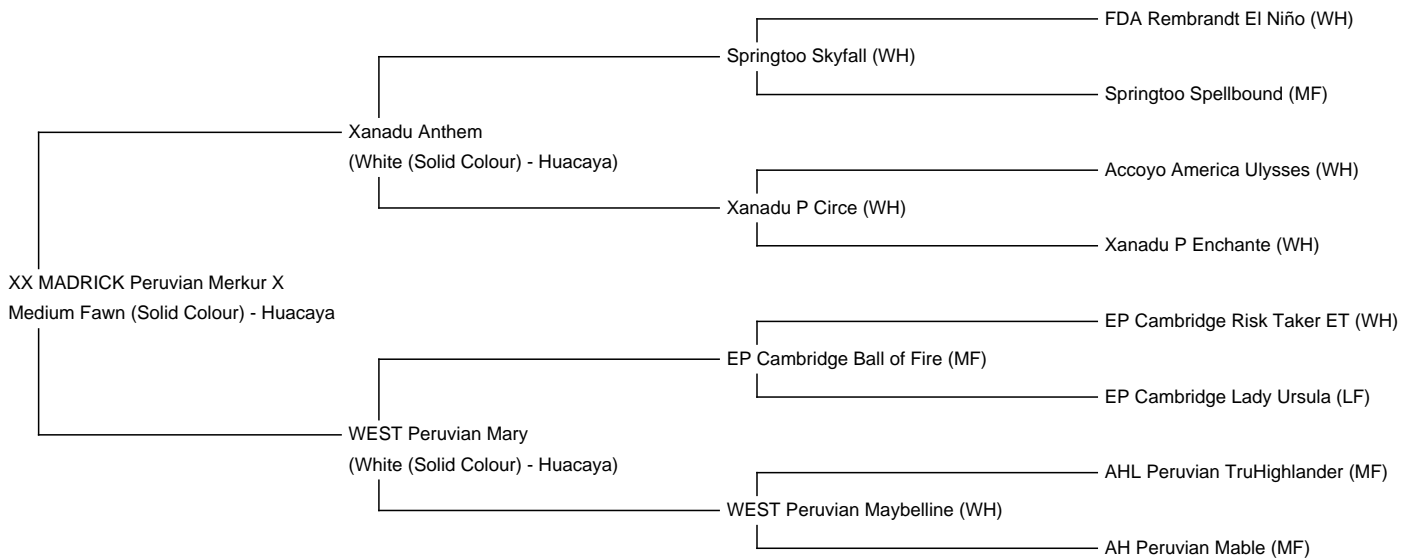 FDA Rembrandt El Niño (WH)
Springtoo Skyfall (WH)
Springtoo Spellbound (MF)
Xanadu Anthem
(White (Solid Colour) - Huacaya)
Accoyo America Ulysses (WH)
Xanadu P Circe (WH)
Xanadu P Enchante (WH)
XX MADRICK Peruvian Merkur X
Medium Fawn (Solid Colour) - Huacaya
EP Cambridge Risk Taker ET (WH)
EP Cambridge Ball of Fire (MF)
EP Cambridge Lady Ursula (LF)
WEST Peruvian Mary
(White (Solid Colour) - Huacaya)
AHL Peruvian TruHighlander (MF)
WEST Peruvian Maybelline (WH)
AH Peruvian Mable (MF)